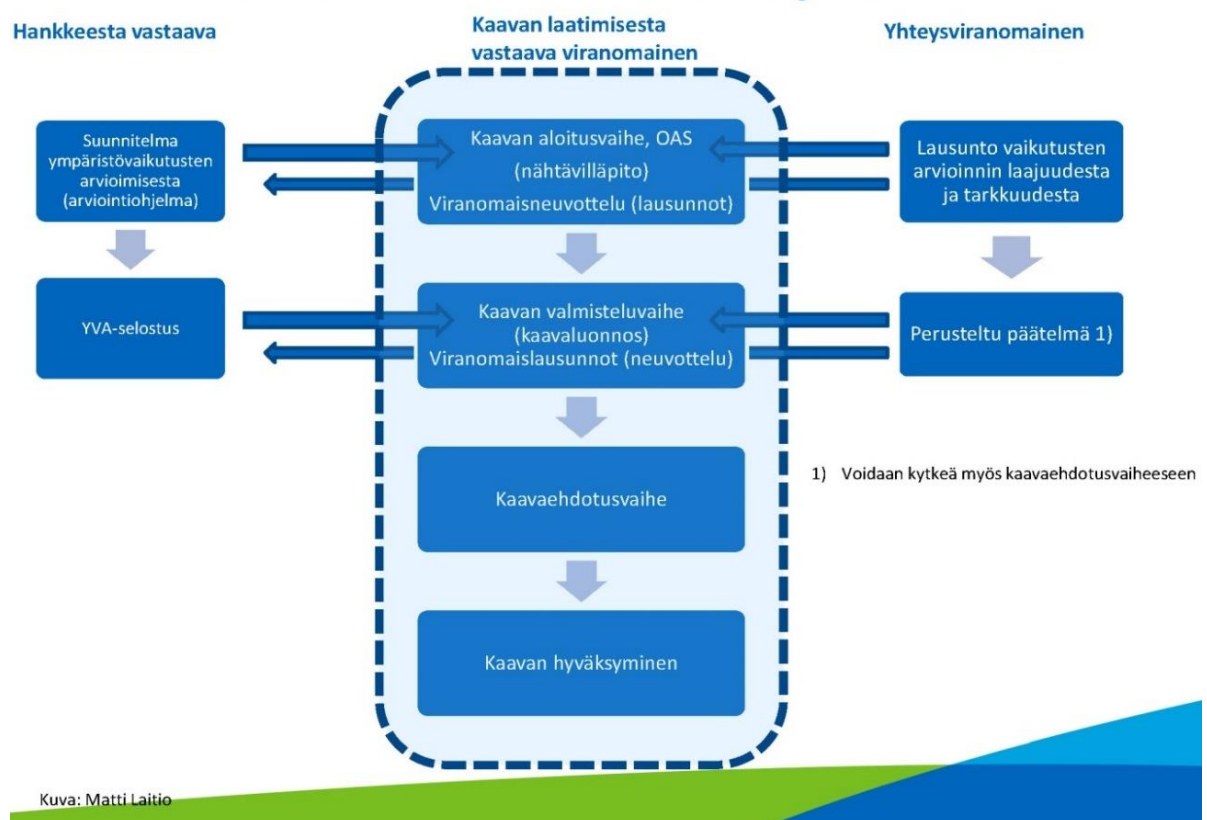 Hankkeesta vastaava
Kaavan laatimisesta
vastaava viranomainen
Yhteysviranomainen
Suunnitelma
ympäristövaikutusten
arvioimisesta
(arviointiohjelma)
Kaavan aloitusvaihe, OAS
(nähtävilläpito)
Viranomaisneuvottelu (lausunnot)
Lausunto vaikutusten
arvioinnin laajuudesta
ja tarkkuudesta
YVA-selostus
Kaavan valmisteluvaihe
(kaavaluonnos)
Viranomaislausunnot (neuvottelu)
Perusteltu päätelmä 1)
Kaavaehdotusvaihe
1) Voidaan kytkeä myös kaavaehdotusvaiheeseen
Kaavan hyväksyminen
Kuva: Matti Laitio